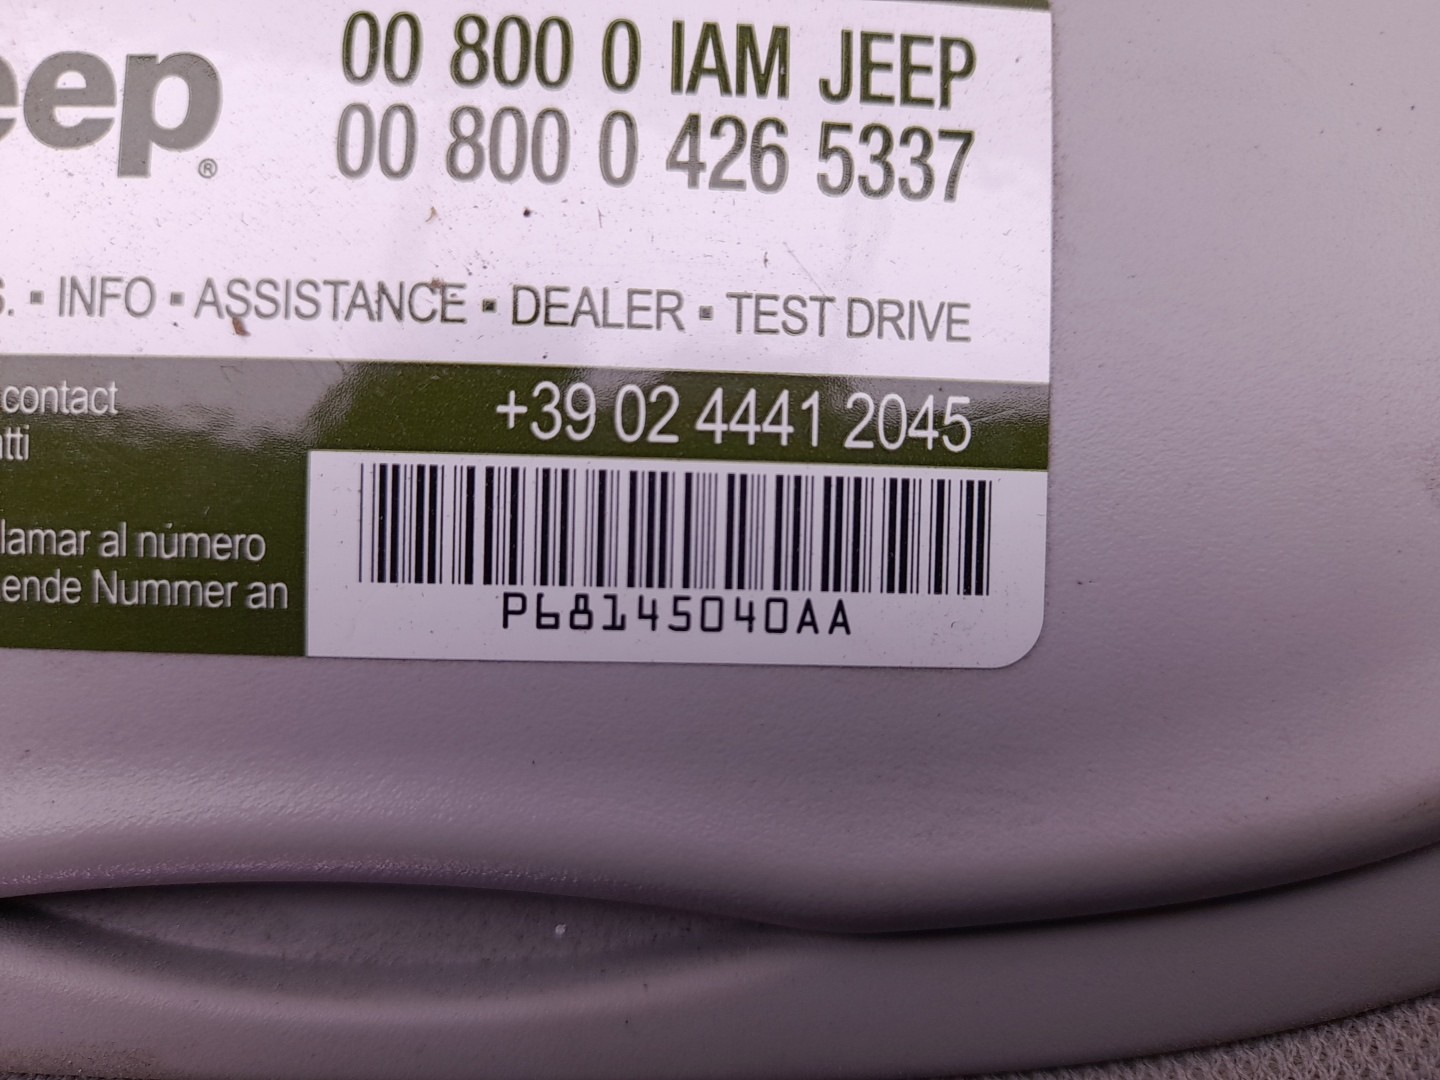 eep®
00 800 0 IAM JEEP
00 800 0 426 5337
S. ▪ INFO ▪ ASSISTANCE ▪ DEALER ▪ TEST DRIVE
contact
+39 02 4441 2045
atti
lamar al número
ende Nummer an
P68145040AA